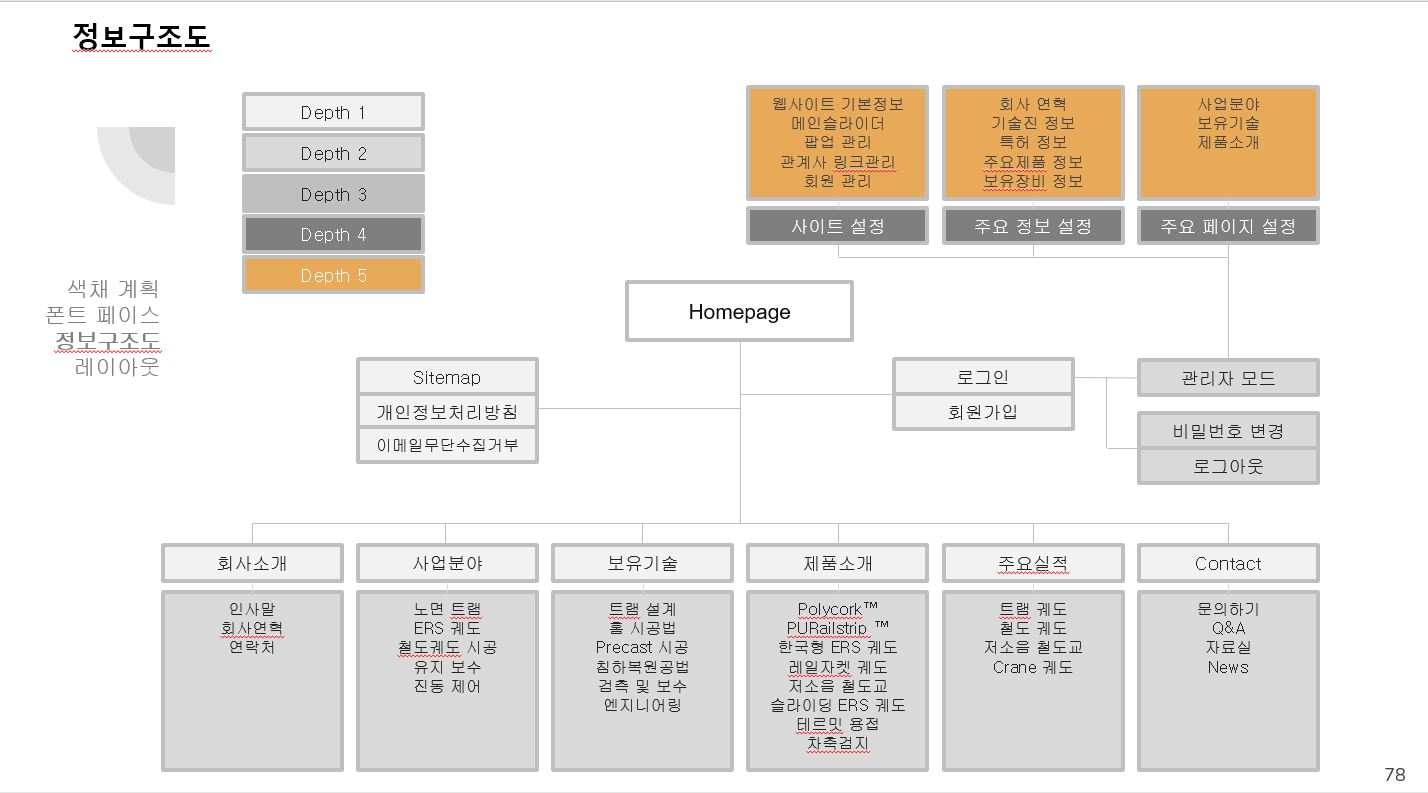 정보구조도
Depth 1
Depth 2
Depth 3
Depth 4
Depth 5
색채 계획
폰트 페이스
정보구조도
레이아웃
웹사이트 기본정보
메인슬라이더
팝업 관리
관계사 링크관리
회원 관리
사이트 설정
회사 연혁
기술진 정보
특허 정보
주요제품 정보
보유장비 정보
주요 정보 설정
사업분야
보유기술
제품소개
주요 페이지 설정
Homepage
Sitemap
개인정보처리방침
이메일무단수집거부
로그인
회원가입
관리자 모드
비밀번호 변경
로그아웃
회사소개
인사말
회사연혁
연락처
사업분야
노면 트램
ERS 궤도
철도궤도 시공
유지 보수
진동 제어
보유기술
트램 설계
홈 시공법
Precast 시공
침하복원공법
검측 및 보수
엔지니어링
제품소개
Polycork™
PURailstrip ™
한국형 ERS 궤도
레일자켓 궤도
저소음 철도교
슬라이딩 ERS 궤도
테르밋 용접
차축검지
주요실적
트램 궤도
철도 궤도
저소음 철도교
Crane 궤도
Contact
문의하기
Q&A
자료실
News
78